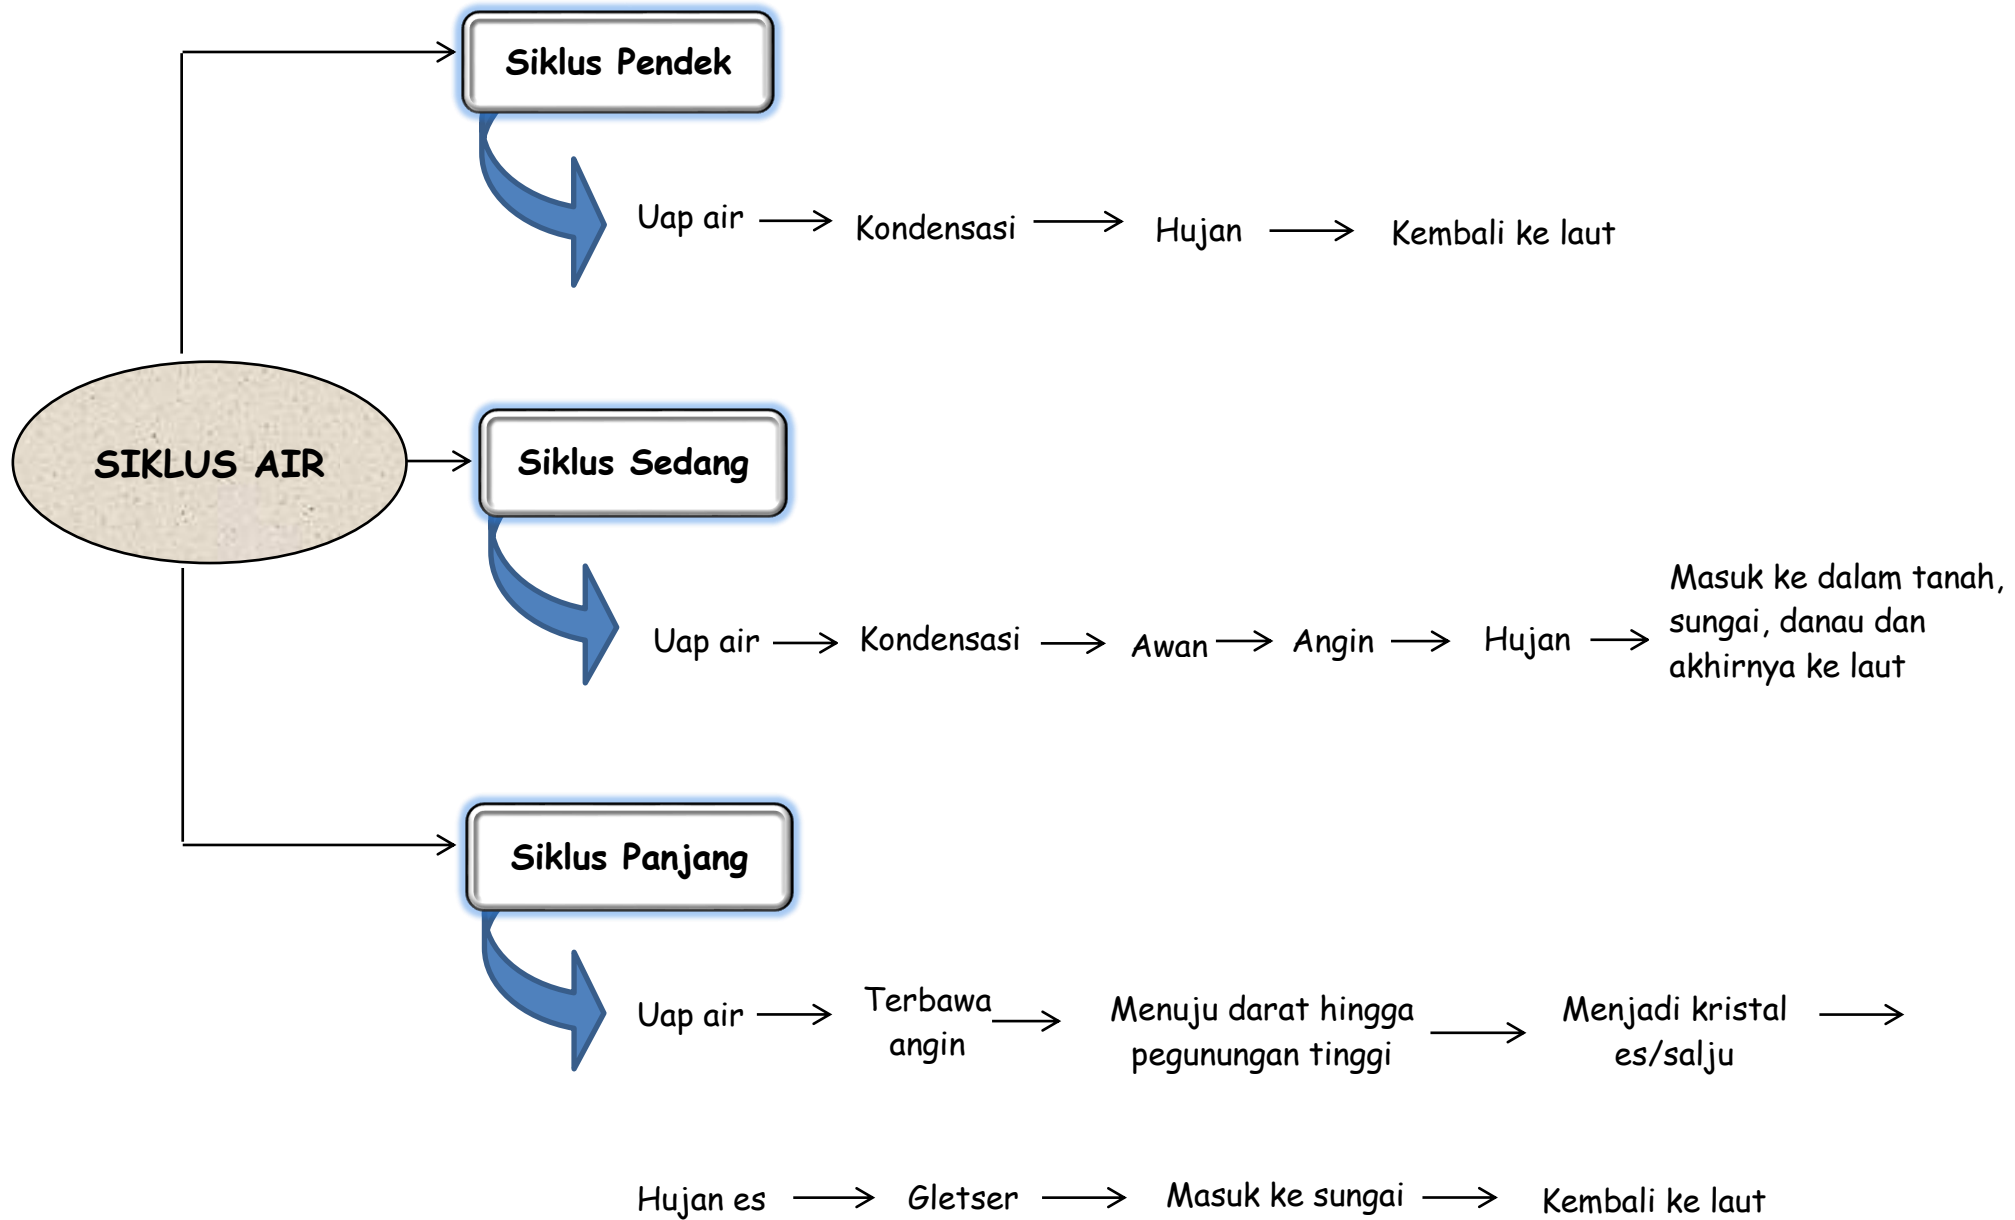 Siklus Pendek
Uap air
Kondensasi
Hujan
Kembali ke laut
SIKLUS AIR
Siklus Sedang
Uap air
Kondensasi
Awan
Angin
Hujan
Masuk ke dalam tanah,
sungai, danau dan
akhirnya ke laut
Siklus Panjang
Uap air
Terbawa
angin
Menuju darat hingga
pegunungan tinggi
Menjadi kristal
es/salju
Hujan es
Gletser
Masuk ke sungai
Kembali ke laut